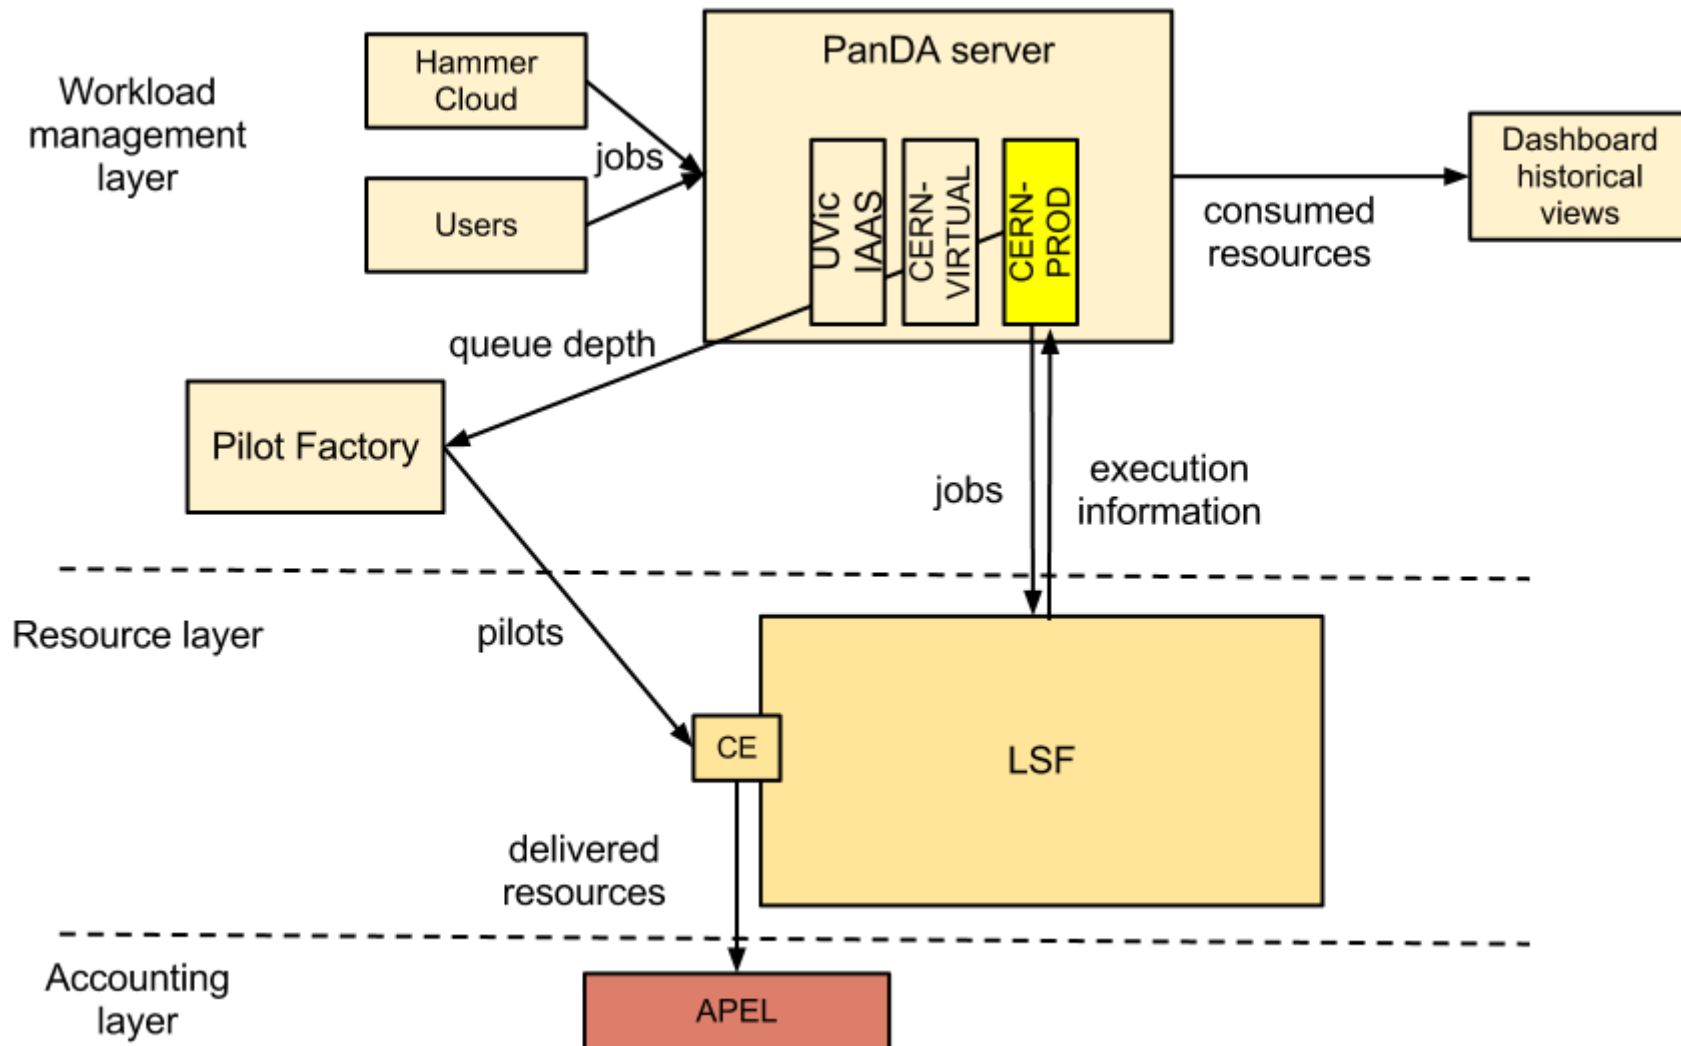 PanDA server
Hammer
Cloud
Workload
management
layer
jobs
Users
UVic
IAAS
CERN-
VIRTUAL
CERN-
PROD
Dashboard
historical
views
consumed
resources
queue depth
Pilot Factory
jobs
execution
information
Resource layer
pilots
CE
LSF
delivered
resources
Accounting
layer
APEL